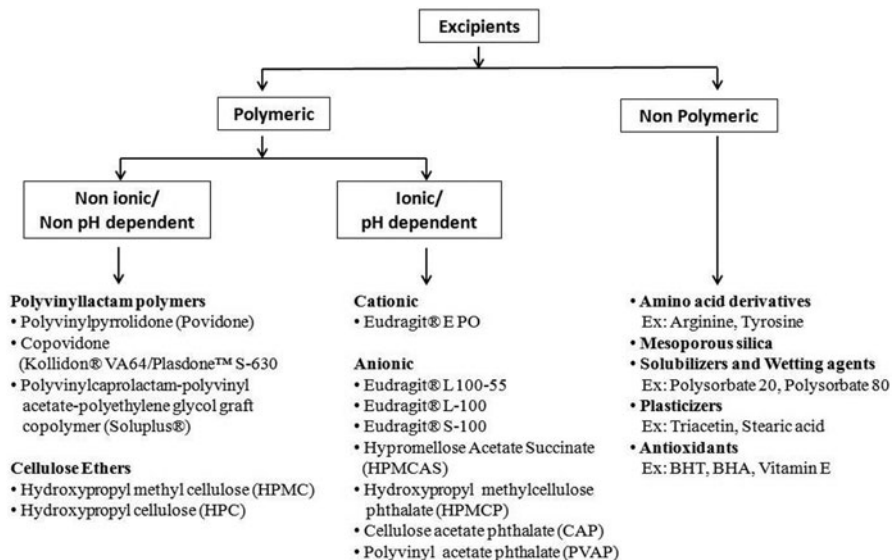 Excipients
Polymeric
Non Polymeric
Non ionic/
Non pH dependent
Ionic/
pH dependent
Polyvinyllactam polymers
• Polyvinylpyrrolidone (Povidone)
• Copovidone
(Kollidon® VA64/Plasdone™ S-630
• Polyvinylcaprolactam-polyvinyl
acetate-polyethylene glycol graft
copolymer (Soluplus®)
Cellulose Ethers
• Hydroxypropyl methyl cellulose (HPMC)
• Hydroxypropyl cellulose (HPC)
Cationic
• Eudragit® E PO
Anionic
• Eudragit® L 100-55
• Eudragit® L-100
• Eudragit® S-100
• Hypromellose Acetate Succinate
(HPMCAS)
• Hydroxypropyl methylcellulose
phthalate (HPMCP)
• Cellulose acetate phthalate (CAP)
• Polyvinyl acetate phthalate (PVAP)
• Amino acid derivatives
Ex: Arginine, Tyrosine
• Mesoporous silica
• Solubilizers and Wetting agents
Ex: Polysorbate 20, Polysorbate 80
• Plasticizers
Ex: Triacetin, Stearic acid
• Antioxidants
Ex: BHT, BHA, Vitamin E